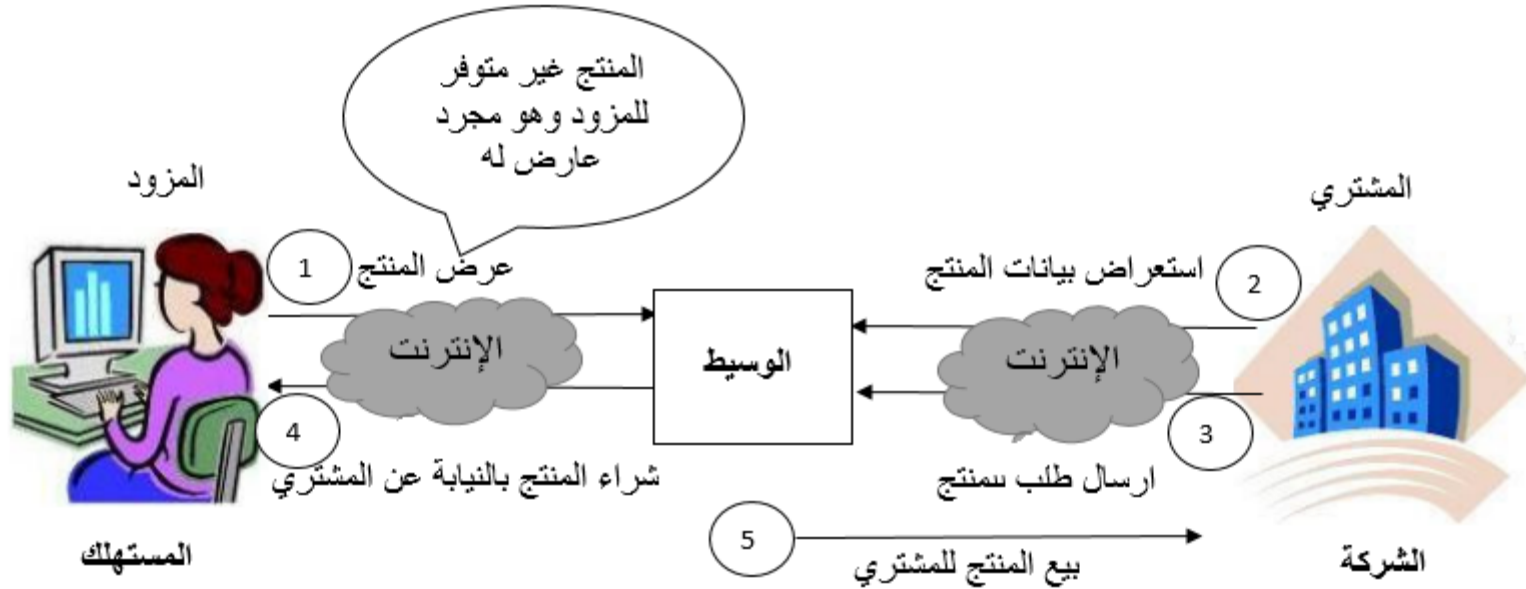 المنتج غير متوفر
للمزود وهو مجرد
عارض له
المزود
المشتري
1
عرض المنتج
استعراض بيانات المنتج
2
الإنترنت
الوسيط
الإنترنت
4
3
شراء المنتج بالنيابة عن المشتري
ارسال طلب
5
بيع المنتج للمشتري
المستهلك
الشركة